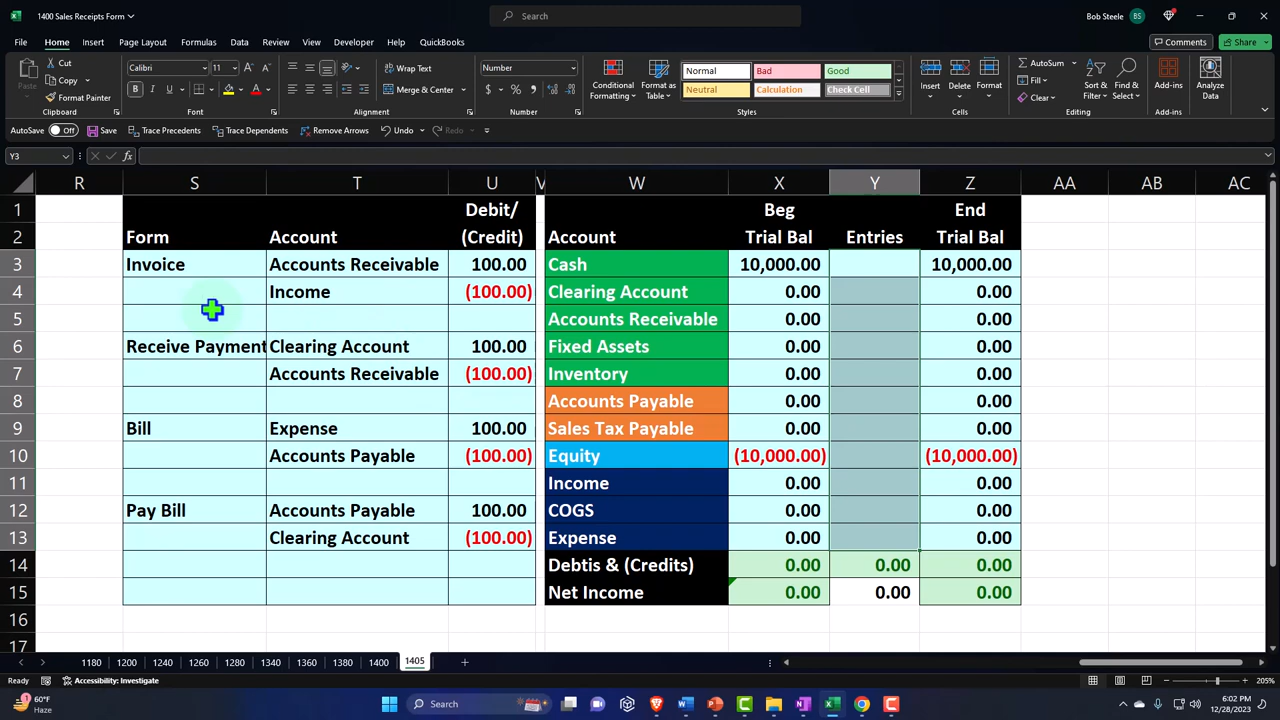 1400 Sales Receipts Form
Search
Bob Steele BS
File Home Insert Page Layout Formulas Data Review View Developer Help QuickBooks Comments Share
Cut Calibri 11 Wrap Text Number AutoSum
Copy Fill
Paste Format Painter Merge & Center Conditional Formatting Format as Table Normal Bad Good Neutral Calculation Check Cell Insert Delete Format Clear Sort & Filter Find & Select Add-ins Analyze Data
Clipboard Font Alignment Number Styles Cells Editing Add-ins
AutoSave Off Save Trace Precedents Trace Dependents Remove Arrows Undo Redo
Y3 fx
R S T U V W X Y Z AA AB AC
1 Debit/ Beg End
2 Form Account (Credit) Account Trial Bal Entries Trial Bal
3 Invoice Accounts Receivable 100.00 Cash 10,000.00 10,000.00
4 Income (100.00) Clearing Account 0.00 0.00
5 Accounts Receivable 0.00 0.00
6 Receive Payment Clearing Account 100.00 Fixed Assets 0.00 0.00
7 Accounts Receivable (100.00) Inventory 0.00 0.00
8 Accounts Payable 0.00 0.00
9 Bill Expense 100.00 Sales Tax Payable 0.00 0.00
10 Accounts Payable (100.00) Equity (10,000.00) (10,000.00)
11 Income 0.00 0.00
12 Pay Bill Accounts Payable 100.00 COGS 0.00 0.00
13 Clearing Account (100.00) Expense 0.00 0.00
14 Debtis & (Credits) 0.00 0.00 0.00
15 Net Income 0.00 0.00 0.00
16
17
1180 1200 1240 1260 1280 1340 1360 1380 1400 1405
Ready Accessibility: Investigate 205%
60°F
Haze
Search
6:02 PM
12/28/2023